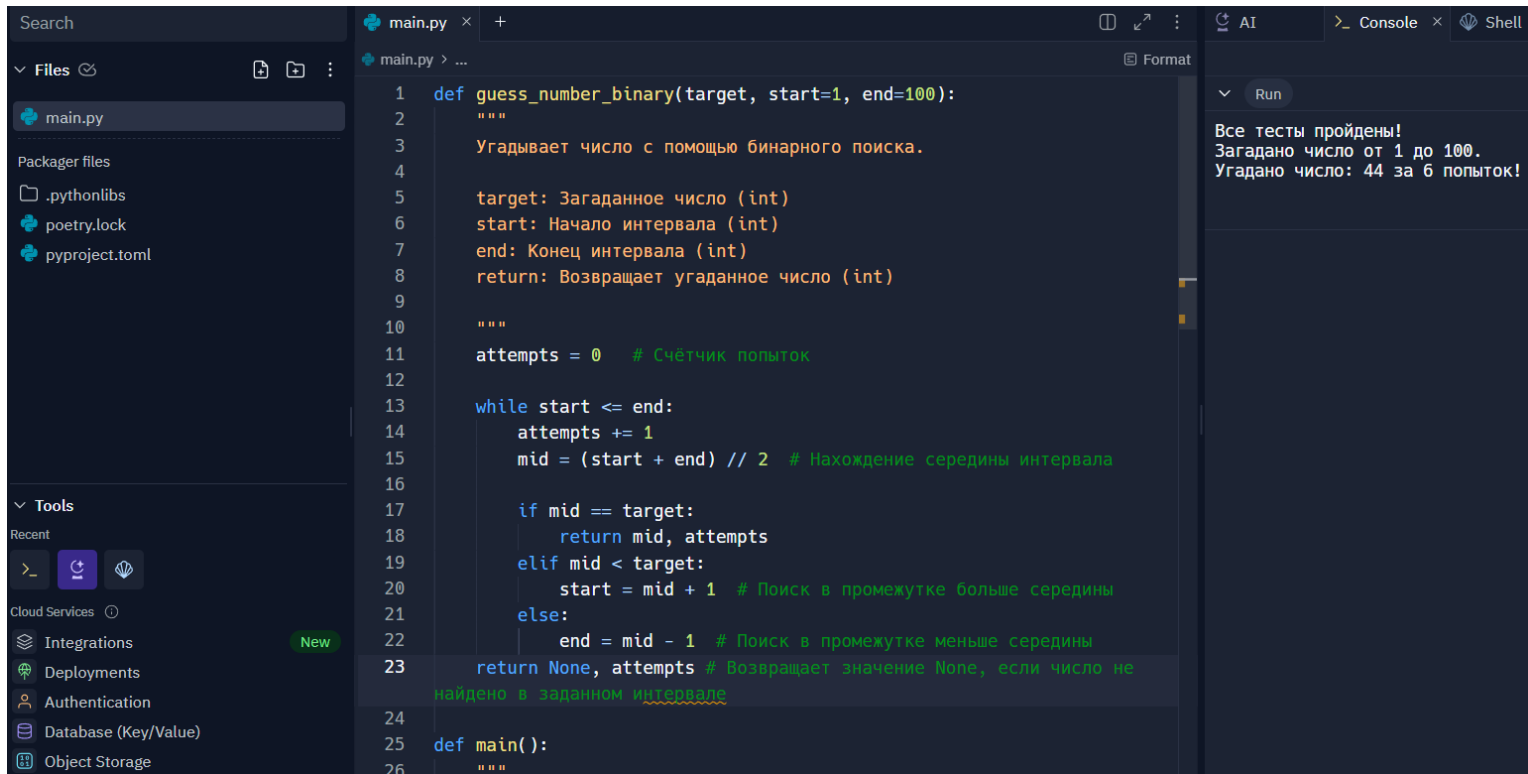 Search
Files
main.py
Packager files
.pythonlibs
poetry.lock
pyproject.toml
Tools
Recent
Cloud Services
Integrations New
Deployments
Authentication
Database (Key/Value)
Object Storage
main.py × +
main.py > ... Format
1 def guess_number_binary(target, start=1, end=100):
2 """
3 Угадывает число с помощью бинарного поиска.
4
5 target: Загаданное число (int)
6 start: Начало интервала (int)
7 end: Конец интервала (int)
8 return: Возвращает угаданное число (int)
9
10 """
11 attempts = 0 # Счётчик попыток
12
13 while start <= end:
14 attempts += 1
15 mid = (start + end) // 2 # Нахождение середины интервала
16
17 if mid == target:
18 return mid, attempts
19 elif mid < target:
20 start = mid + 1 # Поиск в промежутке больше середины
21 else:
22 end = mid - 1 # Поиск в промежутке меньше середины
23 return None, attempts # Возвращает значение None, если число не
найдено в заданном интервале
24
25 def main():
26 """
AI >_ Console × Shell
Run
Все тесты пройдены!
Загадано число от 1 до 100.
Угадано число: 44 за 6 попыток!